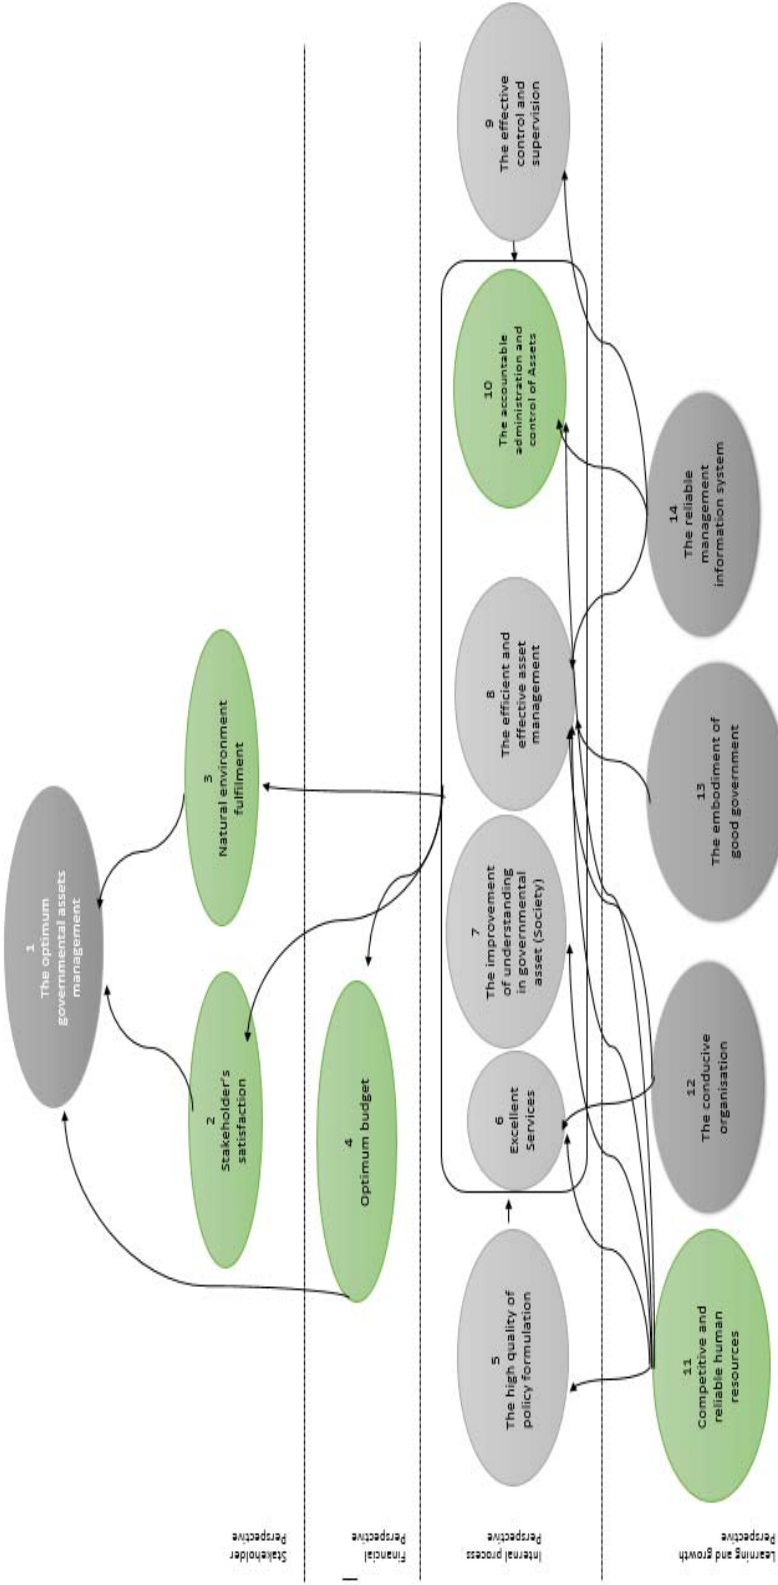 1
The optimum
governmental assets
management
2
Stakeholder's
satisfaction
3
Natural environment
fulfilment
Stakeholder
Perspective
4
Optimum budget
Financial
Perspective
5
The high quality of
policy formulation
6
Excellent
Services
7
The improvement
of understanding
in governmental
asset (Society)
8
The efficient and
effective asset
management
10
The accountable
administration and
control of Assets
9
The effective
control and
supervision
Internal process
Perspective
11
Competitive and
reliable human
resources
12
The conducive
organisation
13
The embodiment of
good government
14
The reliable
management
information system
Learning and growth
Perspective